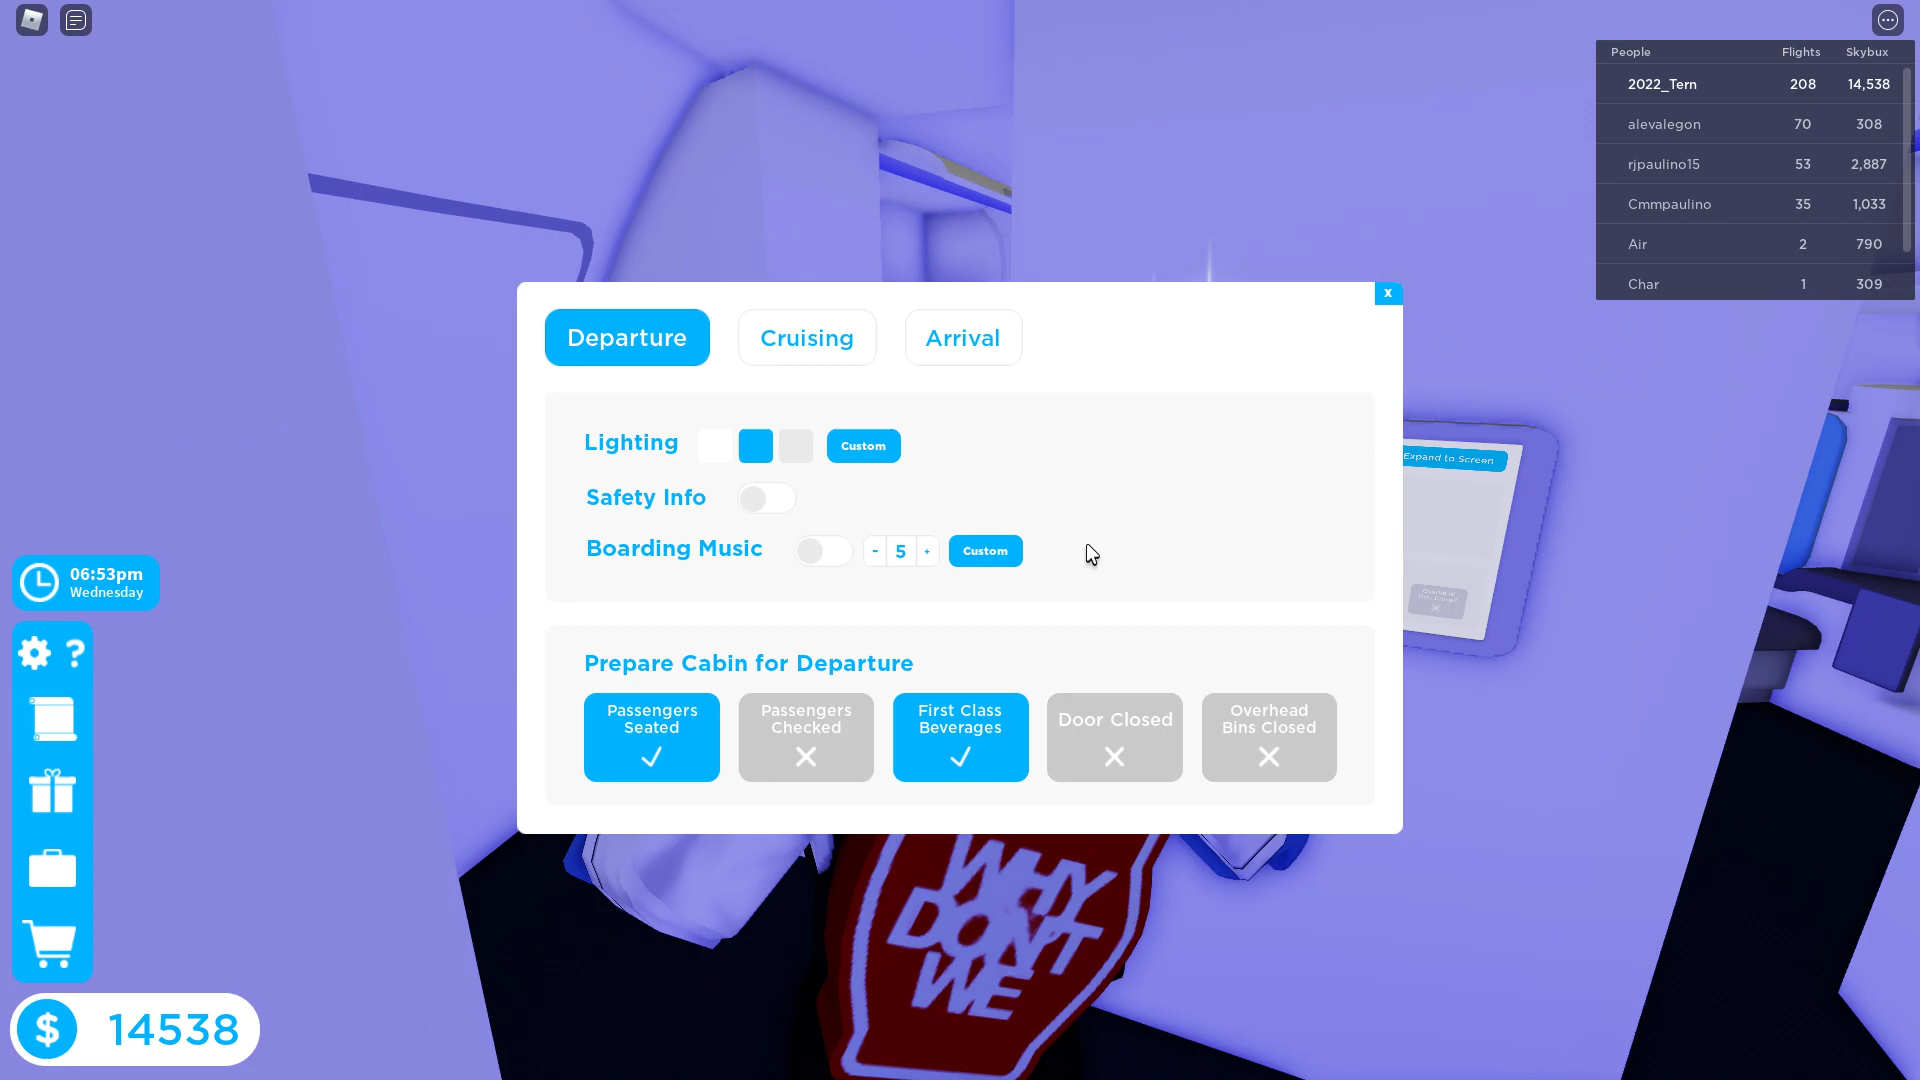 People Flights Skybux
2022_Tern 208 14,538
alevalegon 70 308
rjpaulino15 53 2,887
Cmmpaulino 35 1,033
Air 2 790
Char 1 309
X
Departure Cruising Arrival
Lighting Custom
Expand to Screen
Safety Info
Boarding Music - 5 + Custom
06:53pm
Wednesday
?
Prepare Cabin for Departure
Passengers
Seated
Passengers
Checked
First Class
Beverages
Door Closed
Overhead
Bins Closed
WHY
DON'T
WE
$ 14538